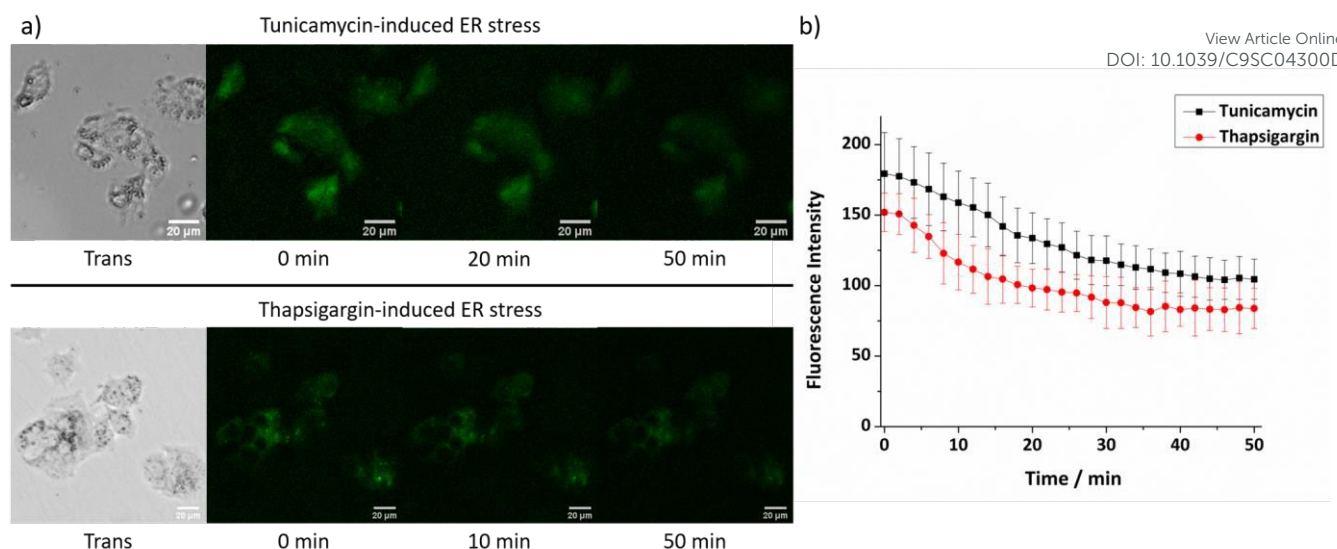 a)
Tunicamycin-induced ER stress
20 µm
20 µm
20 µm
20 µm
Trans
0 min
20 min
50 min
Thapsigargin-induced ER stress
20 µm
20 µm
20 µm
20 µm
Trans
0 min
10 min
50 min
b)
View Article Online
DOI: 10.1039/C9SC04300D
Tunicamycin
Thapsigargin
200
150
100
50
0
Fluorescence Intensity
0
10
20
30
40
50
Time / min